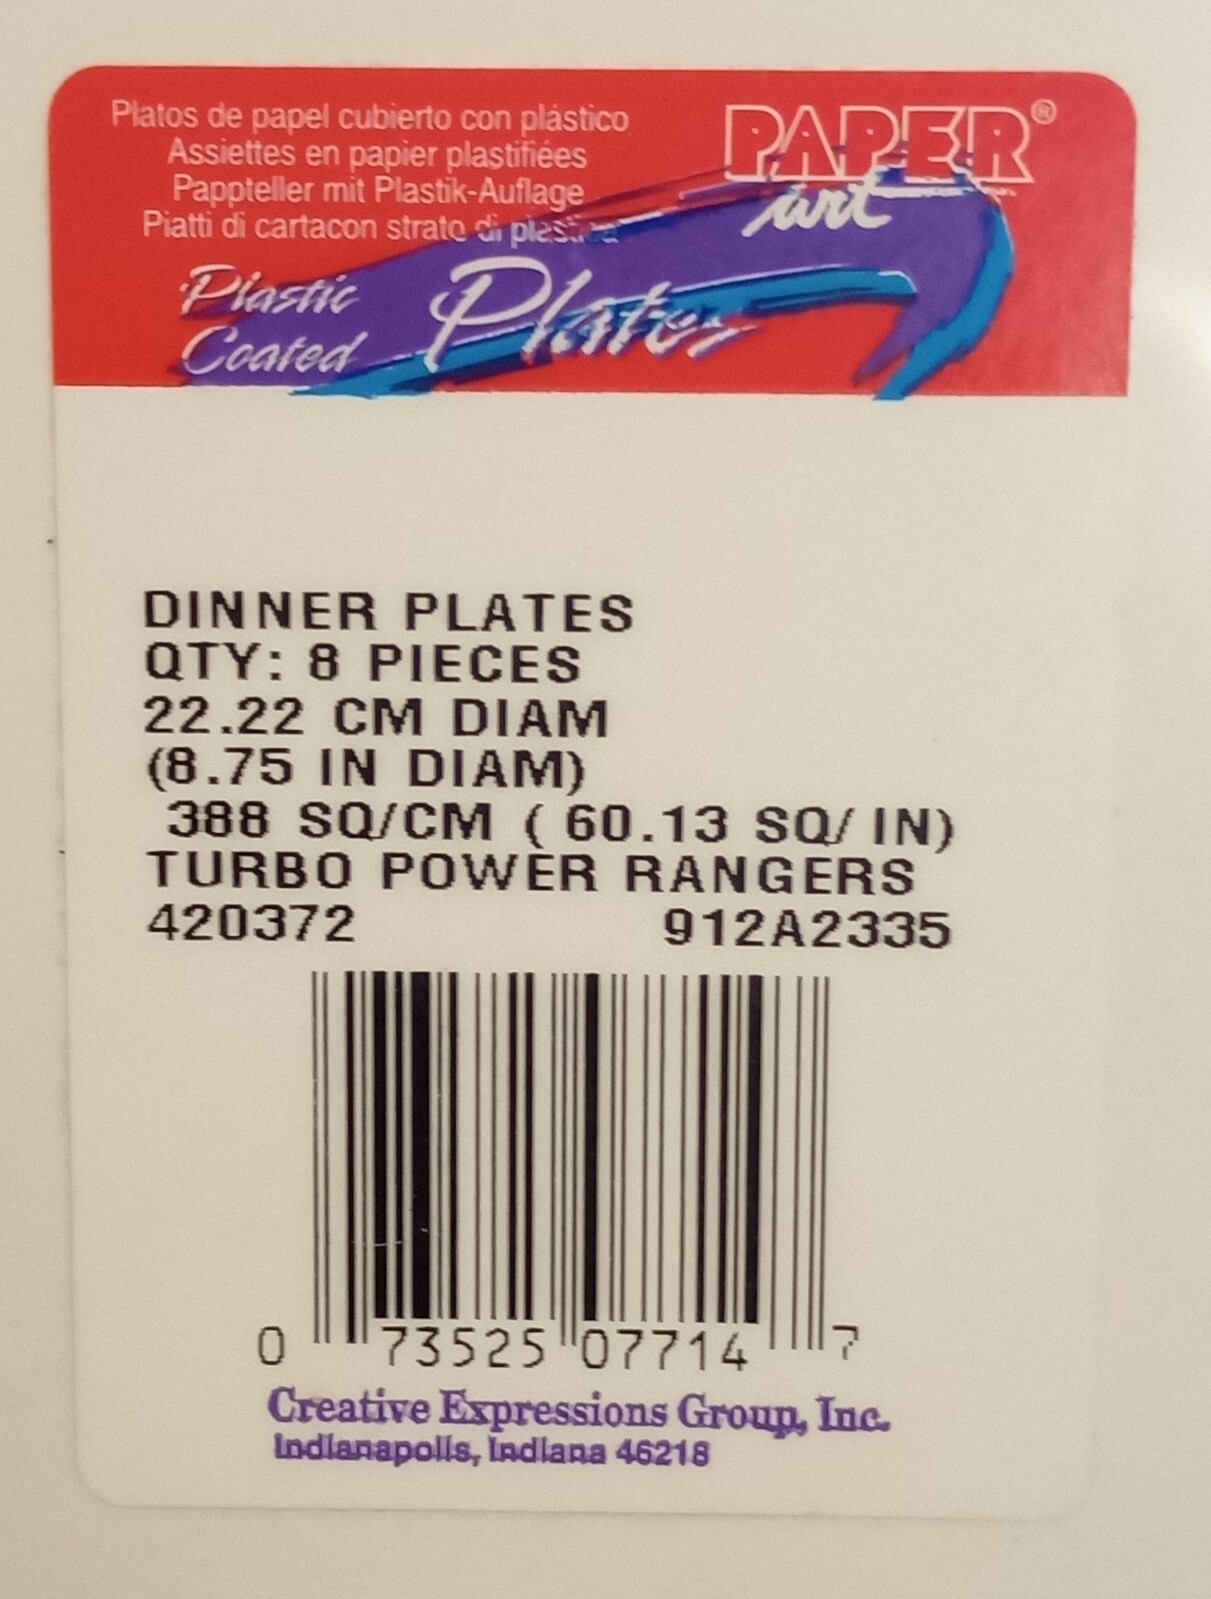 Platos de papel cubierto con plástico
Assiettes en papier plastifiées
Pappteller mit Plastik-Auflage
Piatti di cartacon strato di plastica
PAPER®
art
Plastic
Coated
Plates
DINNER PLATES
QTY: 8 PIECES
22.22 CM DIAM
(8.75 IN DIAM)
388 SQ/CM ( 60.13 SQ/ IN)
TURBO POWER RANGERS
420372 912A2335
0 73525 07714 7
Creative Expressions Group, Inc.
Indianapolis, Indiana 46218